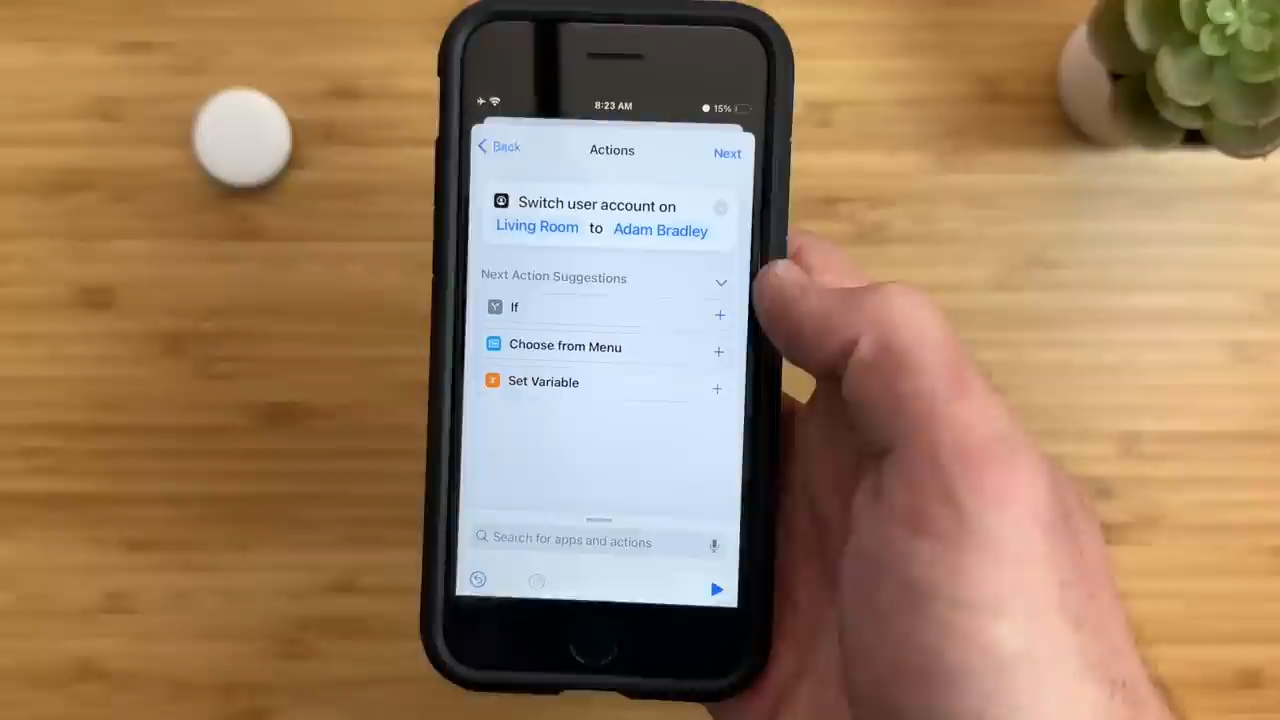 8:23 AM
15%
Back
Actions
Next
Switch user account on
Living Room to Adam Bradley
Next Action Suggestions
If
Choose from Menu
Set Variable
Search for apps and actions